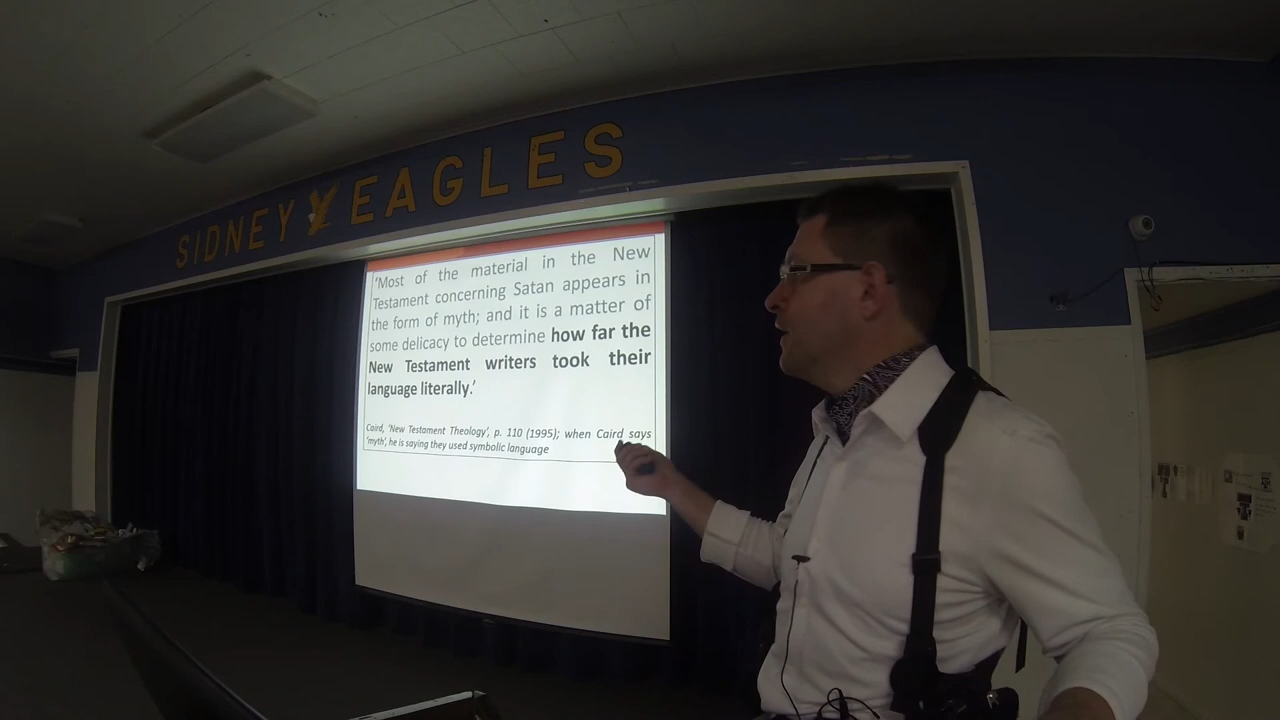 SIDNEY EAGLES
'Most of the material in the New
Testament concerning Satan appears in
the form of myth; and it is a matter of
some delicacy to determine how far the
New Testament writers took their
language literally.'
Caird, 'New Testament Theology', p. 110 (1995); when Caird says
'myth', he is saying they used symbolic language